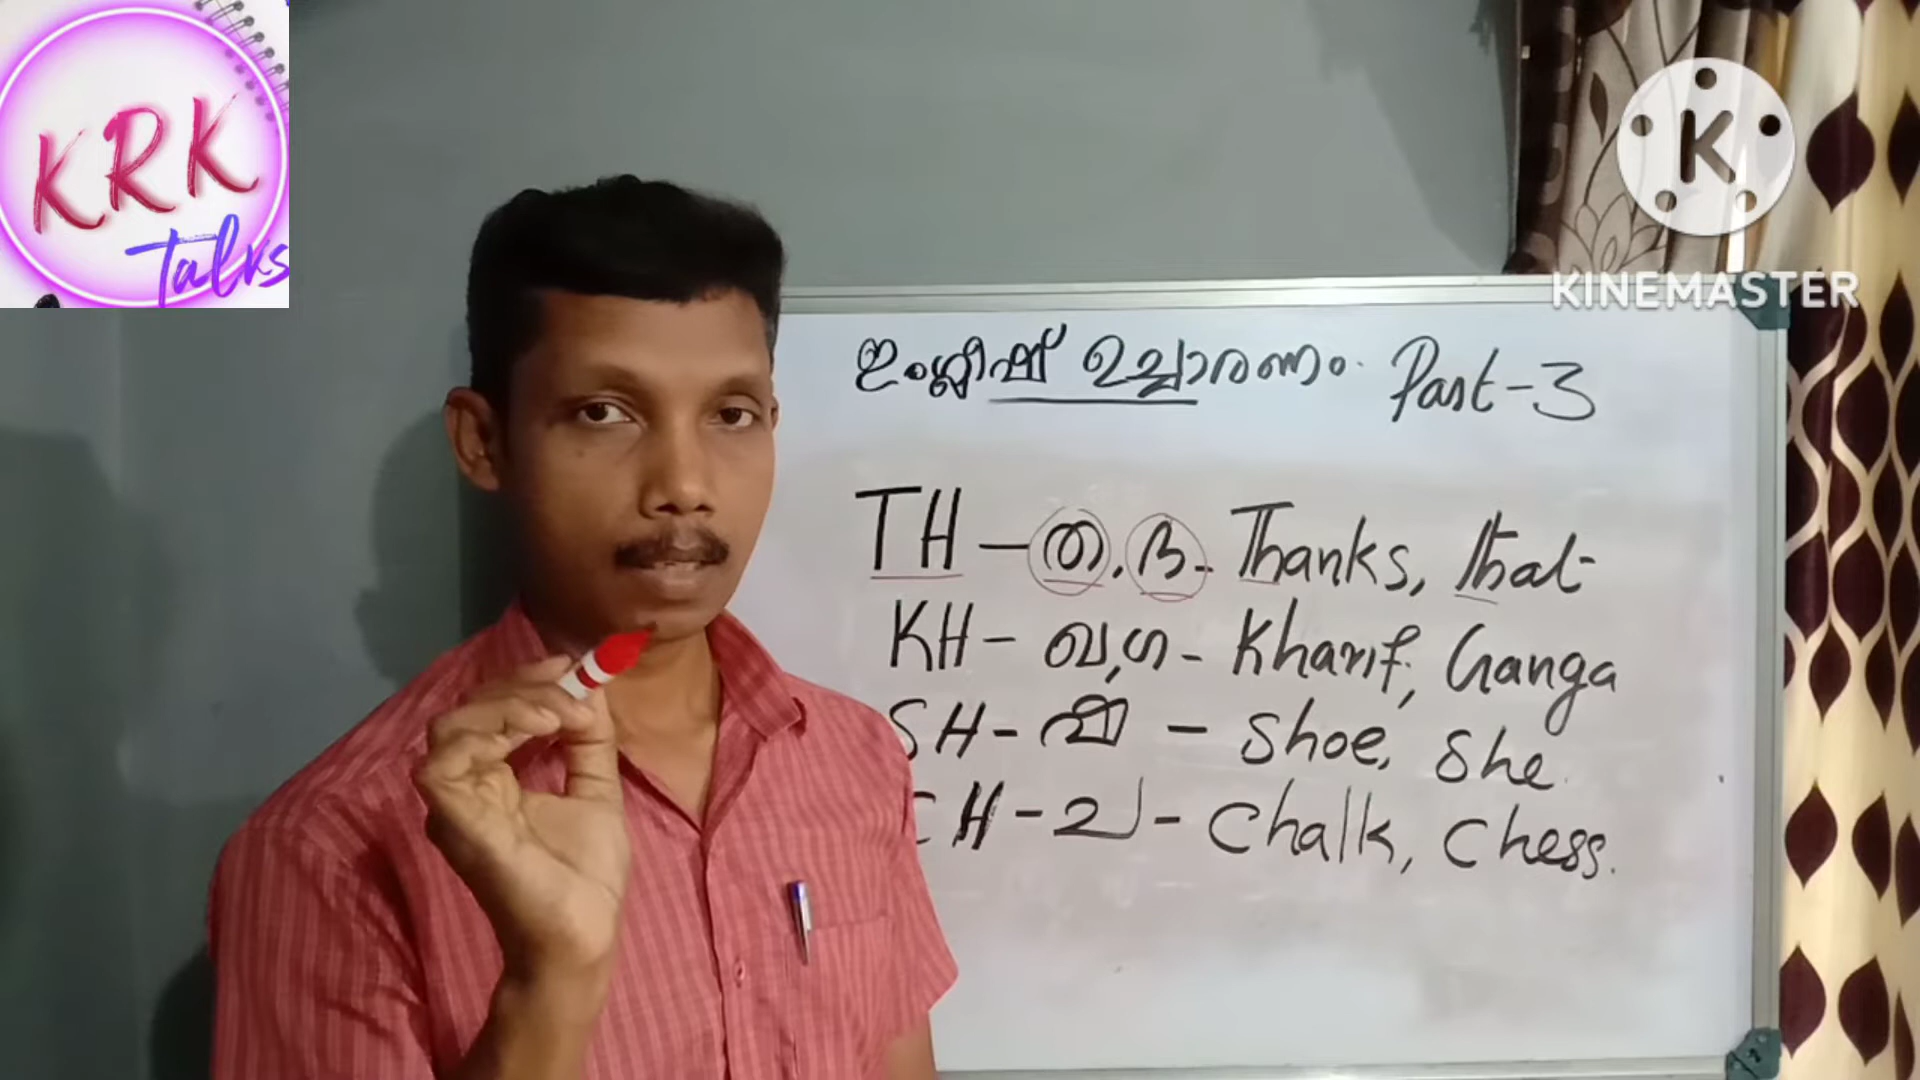 KRK
Talks
K
KINEMASTER
ഇംഗ്ലീഷ് ഉച്ചാരണം. Part-3
TH - ത, ദ - Thanks, that
KH - ഖ, ഗ - Kharif, Ganga
SH - ഷ - Shoe, She.
CH - ച - Chalk, Chess.